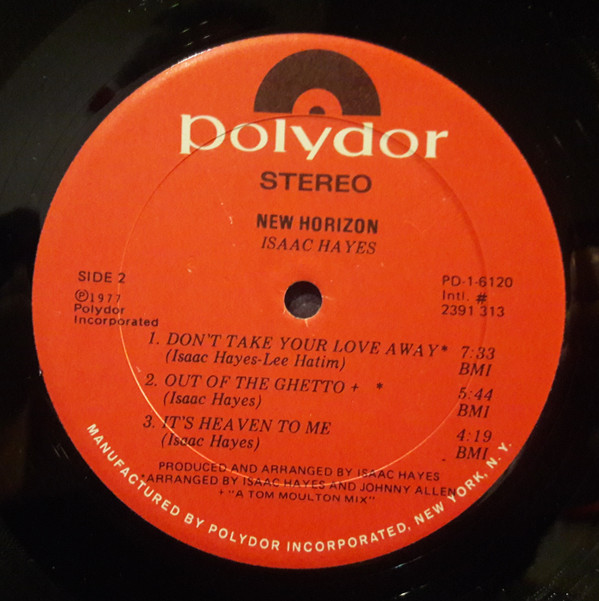 Polydor
STEREO
NEW HORIZON
ISAAC HAYES
SIDE 2
Ⓟ1977
Polydor
Incorporated
PD-1-6120
Intl. #
2391 313
1. DON'T TAKE YOUR LOVE AWAY* 7:33
(Isaac Hayes-Lee Hatim) BMI
2. OUT OF THE GHETTO + * 5:44
(Isaac Hayes) BMI
3. IT'S HEAVEN TO ME 4:19
(Isaac Hayes) BMI
PRODUCED AND ARRANGED BY ISAAC HAYES
*ARRANGED BY ISAAC HAYES AND JOHNNY ALLEN
+ "A TOM MOULTON MIX"
MANUFACTURED BY POLYDOR INCORPORATED, NEW YORK, N.Y.